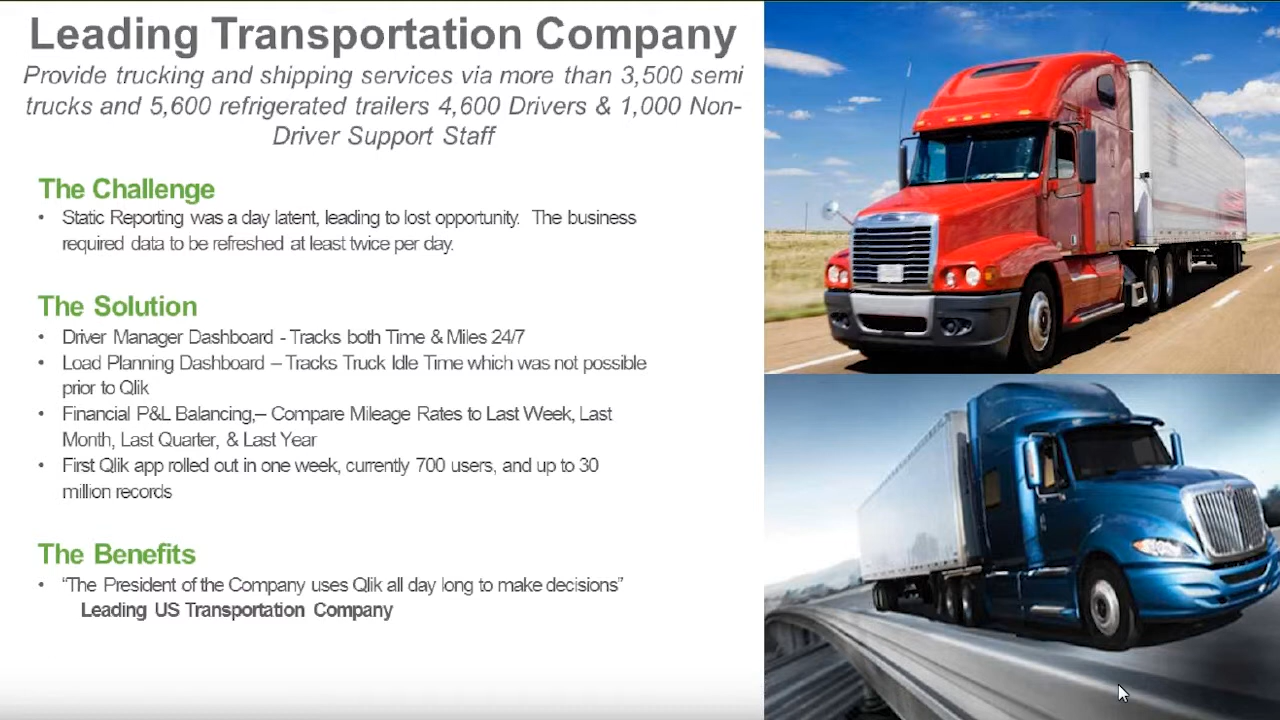 Leading Transportation Company
Provide trucking and shipping services via more than 3,500 semi
trucks and 5,600 refrigerated trailers 4,600 Drivers & 1,000 Non-
Driver Support Staff
The Challenge
• Static Reporting was a day latent, leading to lost opportunity. The business
required data to be refreshed at least twice per day.
The Solution
• Driver Manager Dashboard - Tracks both Time & Miles 24/7
• Load Planning Dashboard – Tracks Truck Idle Time which was not possible
prior to Qlik
• Financial P&L Balancing,– Compare Mileage Rates to Last Week, Last
Month, Last Quarter, & Last Year
• First Qlik app rolled out in one week, currently 700 users, and up to 30
million records
The Benefits
• “The President of the Company uses Qlik all day long to make decisions”
Leading US Transportation Company